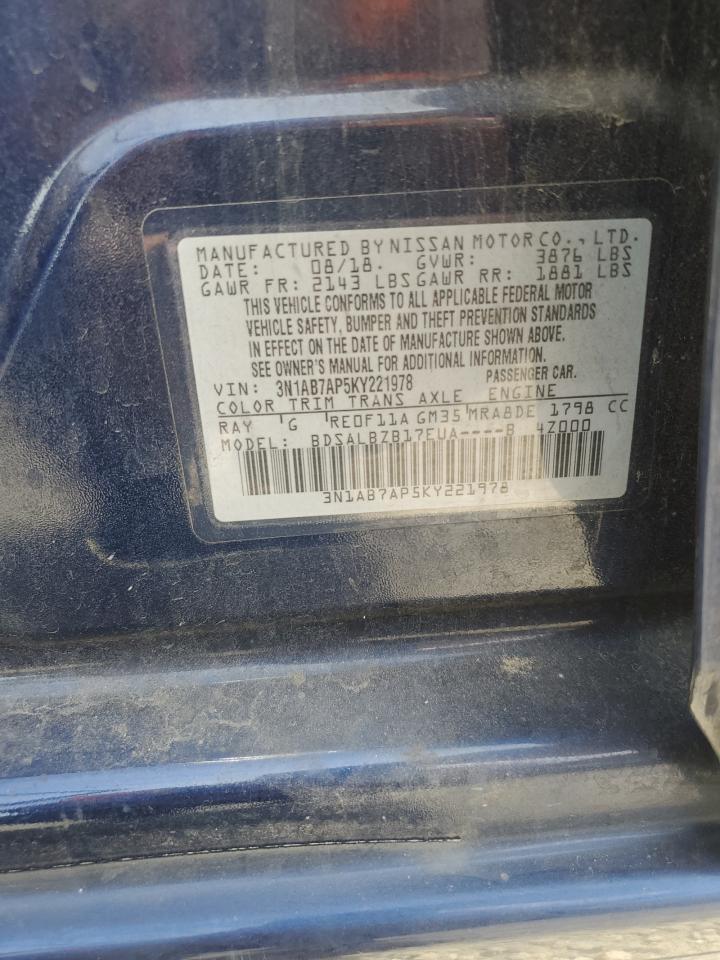 MANUFACTURED BY NISSAN MOTOR CO., LTD.
DATE: 08/18. GVWR: 3876 LBS
GAWR FR: 2143 LBS GAWR RR: 1881 LBS
THIS VEHICLE CONFORMS TO ALL APPLICABLE FEDERAL MOTOR
VEHICLE SAFETY, BUMPER AND THEFT PREVENTION STANDARDS
IN EFFECT ON THE DATE OF MANUFACTURE SHOWN ABOVE.
SEE OWNER'S MANUAL FOR ADDITIONAL INFORMATION.
VIN: 3N1AB7AP5KY221978 PASSENGER CAR.
COLOR TRIM TRANS AXLE ENGINE
RAY 'G RE0F11A GM35 MRA8DE 1798 CC
MODEL: BDSALBZB17EUA----B 4Z000
3N1AB7AP5KY221978